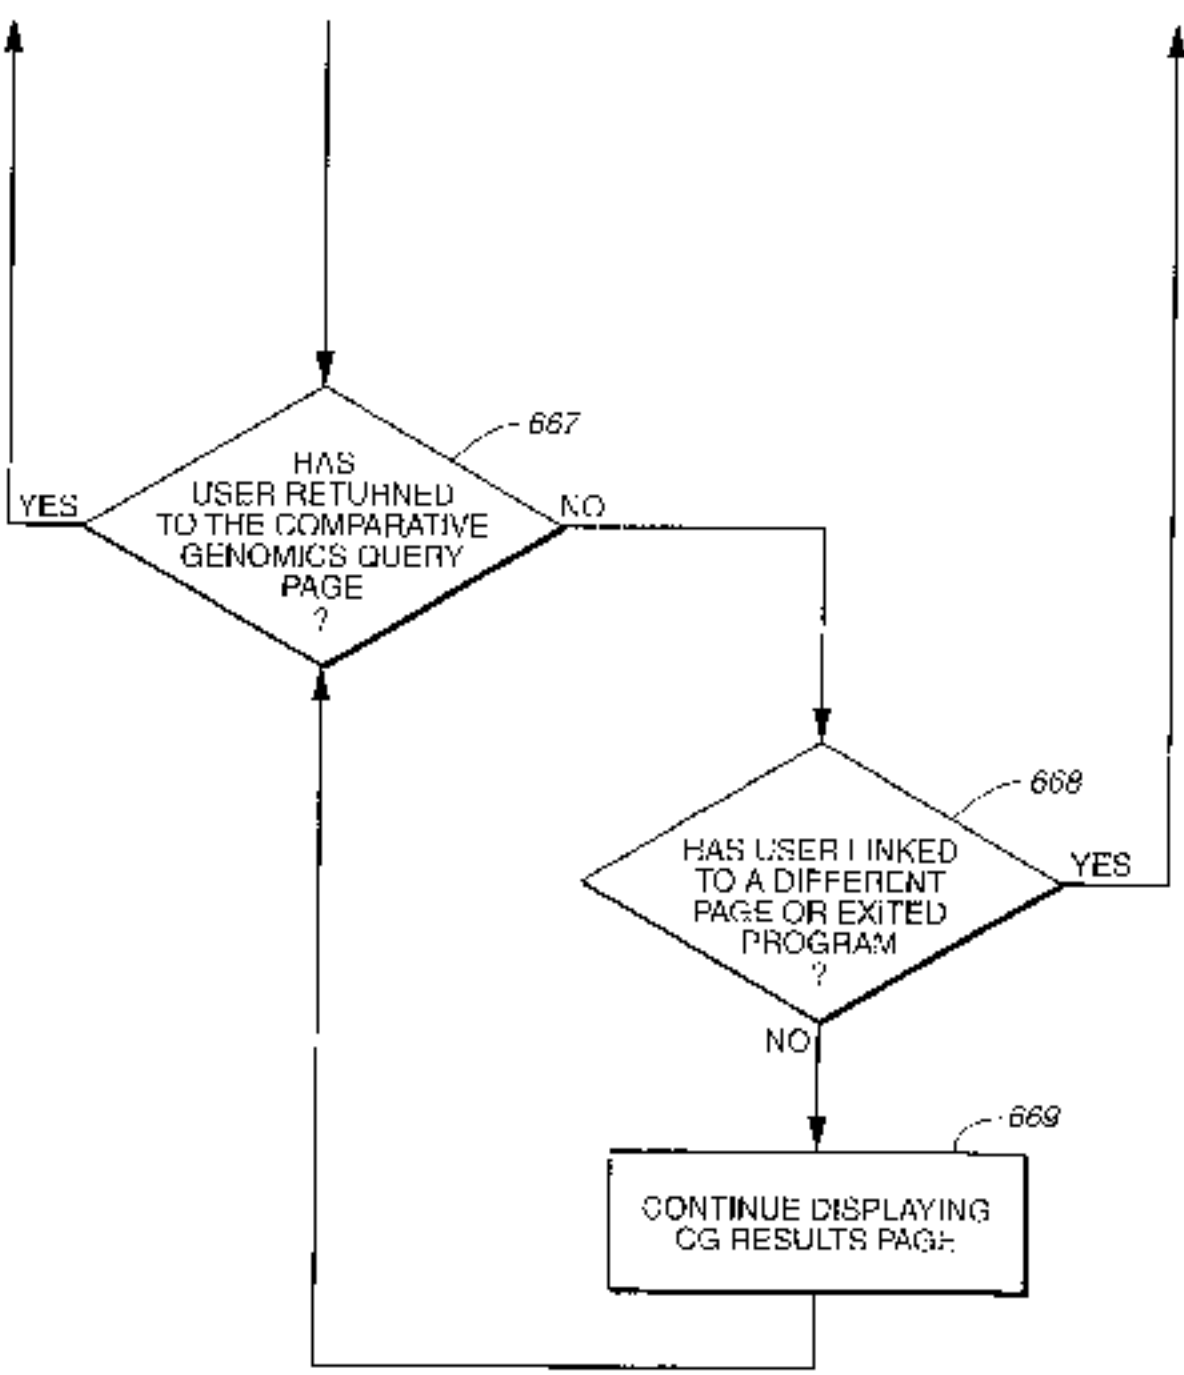 667
HAS
USER RETURNED
TO THE COMPARATIVE
GENOMICS QUERY
PAGE
?
YES
NO
668
HAS USER LINKED
TO A DIFFERENT
PAGE OR EXITED
PROGRAM
?
YES
NO
669
CONTINUE DISPLAYING
CG RESULTS PAGE